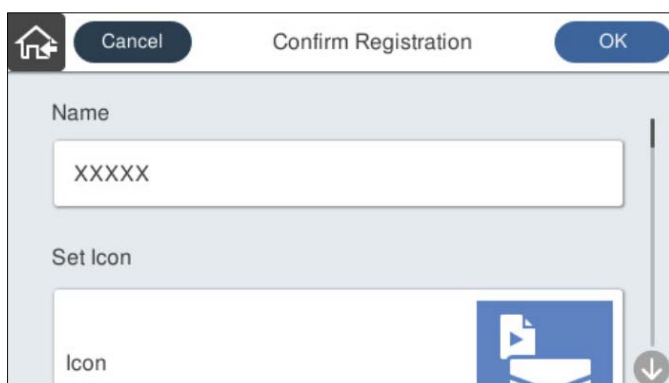 Cancel Confirm Registration OK
Name
XXXXX
Set Icon
Icon